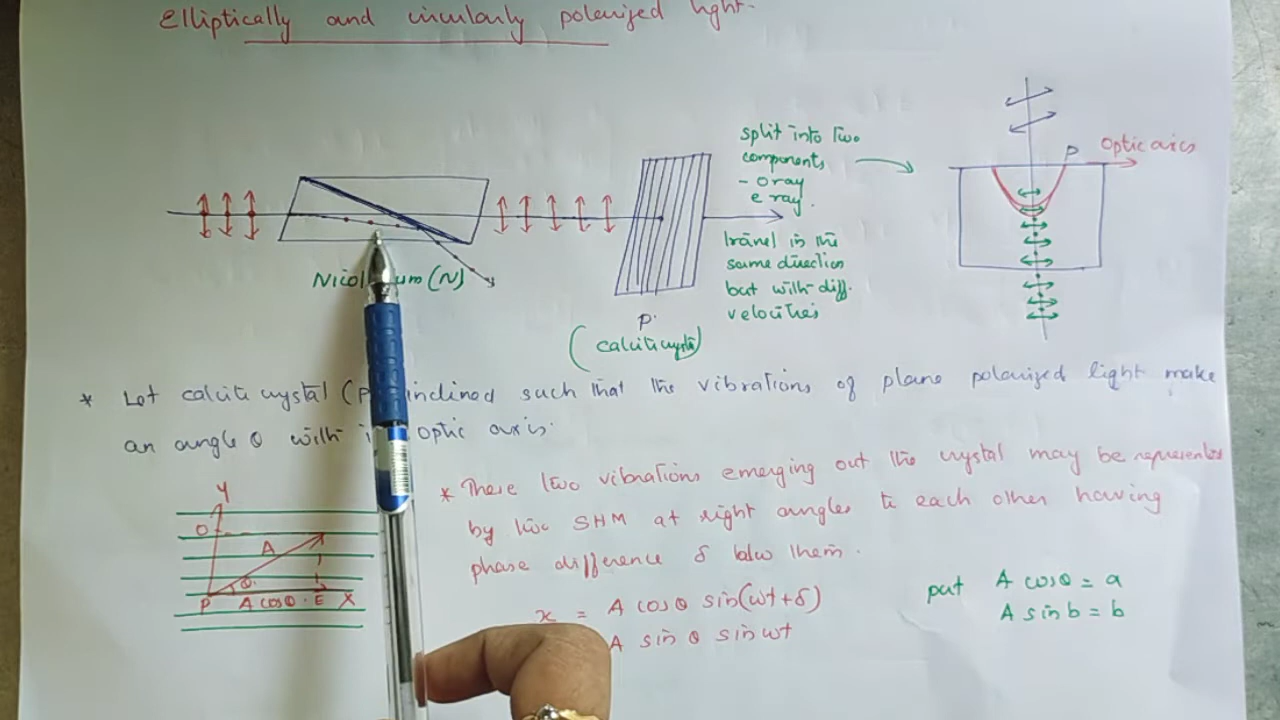 Elliptically and circularly polarized light.
split into two
components
- o ray
e ray.
travel in the
same direction
but with diff.
velocities
P
Optic axis
Nicol (N)
P
(calcite crystal)
* Let calcite crystal (P inclined such that the vibrations of plane polarized light make
an angle θ with optic axis.
* These two vibrations emerging out the crystal may be represented
by two SHM at right angles to each other having
phase difference δ b/w them.
Y
O
A
θ
P A cosθ E X
x = A cosθ sin(ωt+δ)
A sin θ sin ωt
put A cosθ = a
A sin b = b